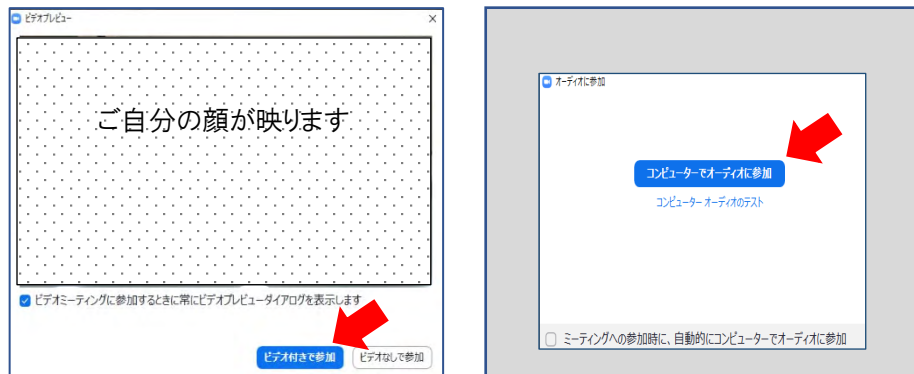 ビデオプレビュー
ご自分の顔が映ります
ビデオミーティングに参加するときに常にビデオプレビューダイアログを表示します
ビデオ付きで参加
ビデオなしで参加
オーディオに参加
コンピューターでオーディオに参加
コンピューター オーディオのテスト
ミーティングへの参加時に、自動的にコンピューターでオーディオに参加